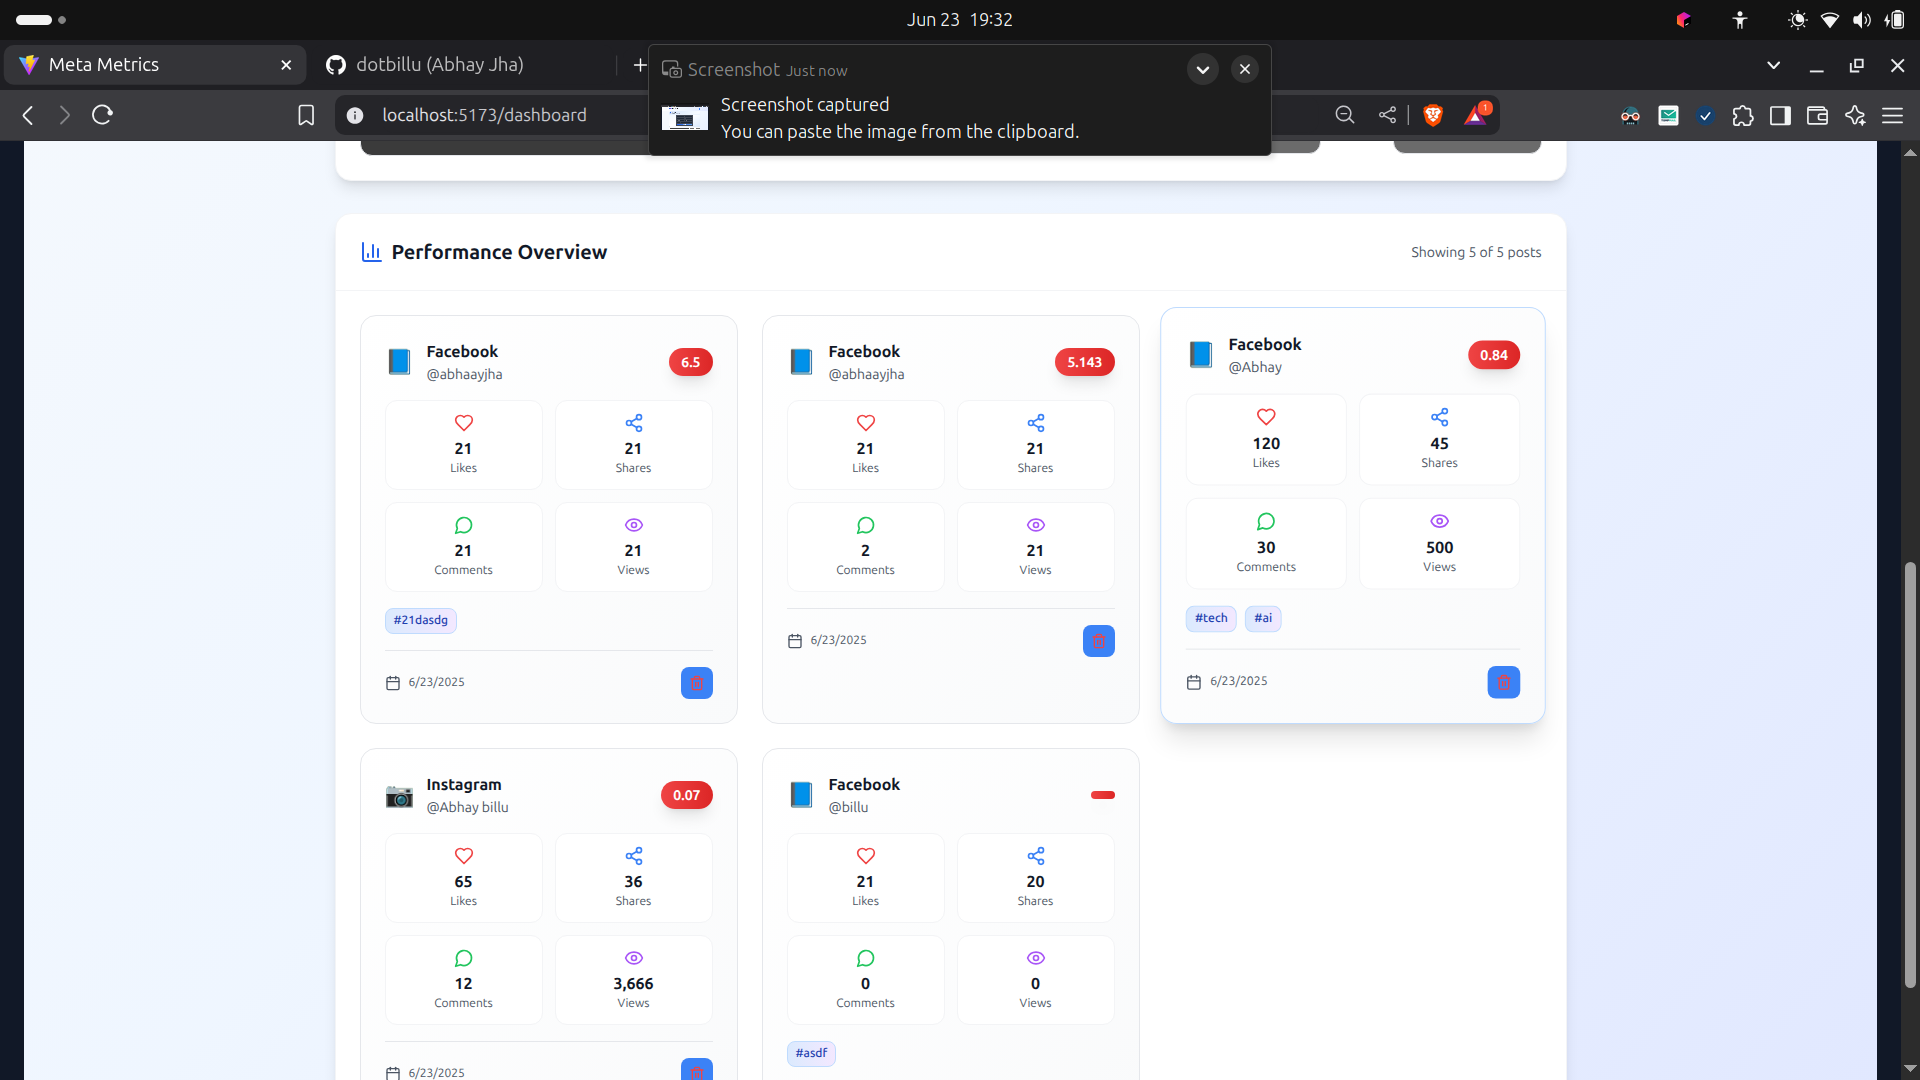 Jun 23 19:32
Meta Metrics
dotbillu (Abhay Jha)
Screenshot Just now
Screenshot captured
You can paste the image from the clipboard.
localhost:5173/dashboard
1
Performance Overview
Showing 5 of 5 posts
Facebook
@abhaayjha
6.5
21
Likes
21
Shares
21
Comments
21
Views
#21dasdg
6/23/2025
Facebook
@abhaayjha
5.143
21
Likes
21
Shares
2
Comments
21
Views
6/23/2025
Facebook
@Abhay
0.84
120
Likes
45
Shares
30
Comments
500
Views
#tech #ai
6/23/2025
Instagram
@Abhay billu
0.07
65
Likes
36
Shares
12
Comments
3,666
Views
6/23/2025
Facebook
@billu
21
Likes
20
Shares
0
Comments
0
Views
#asdf